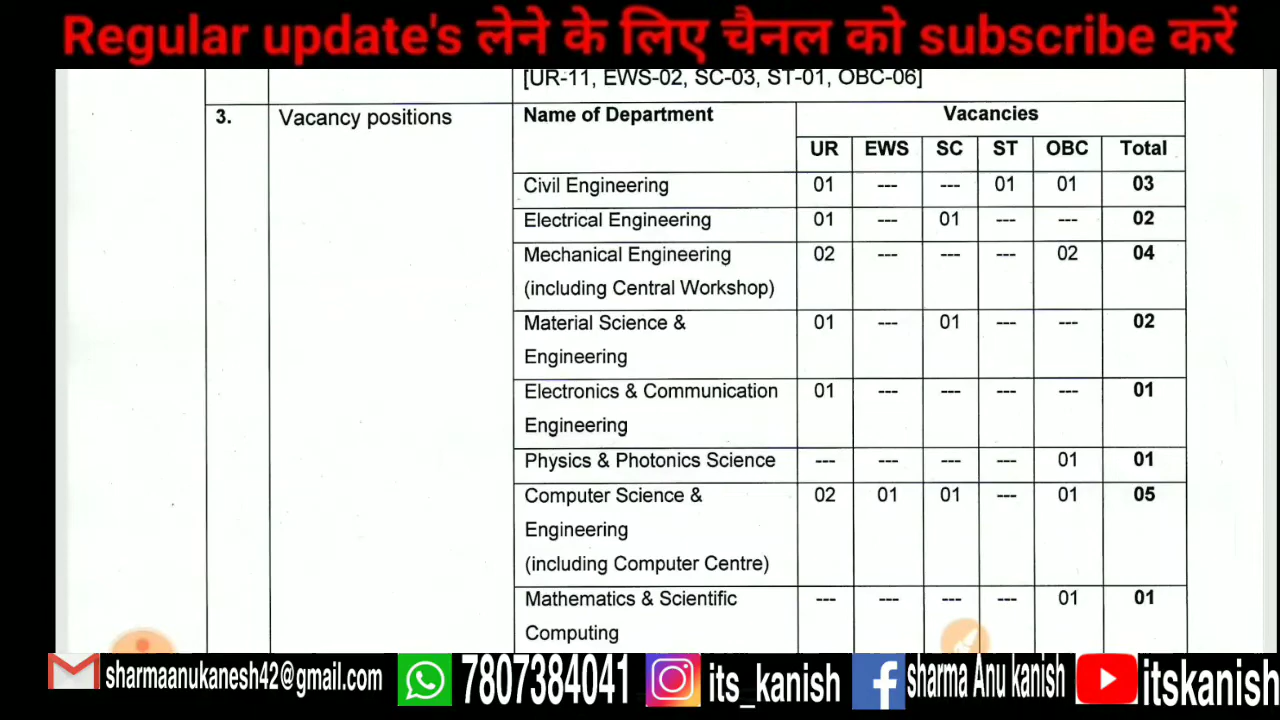 Regular update's लेने के लिए चैनल को subscribe करें
[UR-11, EWS-02, SC-03, ST-01, OBC-06]
3. Vacancy positions Name of Department Vacancies
UR EWS SC ST OBC Total
Civil Engineering 01 --- --- 01 01 03
Electrical Engineering 01 --- 01 --- --- 02
Mechanical Engineering 02 --- --- --- 02 04
(including Central Workshop)
Material Science & 01 --- 01 --- --- 02
Engineering
Electronics & Communication 01 --- --- --- --- 01
Engineering
Physics & Photonics Science --- --- --- --- 01 01
Computer Science & 02 01 01 --- 01 05
Engineering
(including Computer Centre)
Mathematics & Scientific --- --- --- --- 01 01
Computing
sharmaanukanesh42@gmail.com 7807384041 its_kanish sharma Anu kanish itskanish